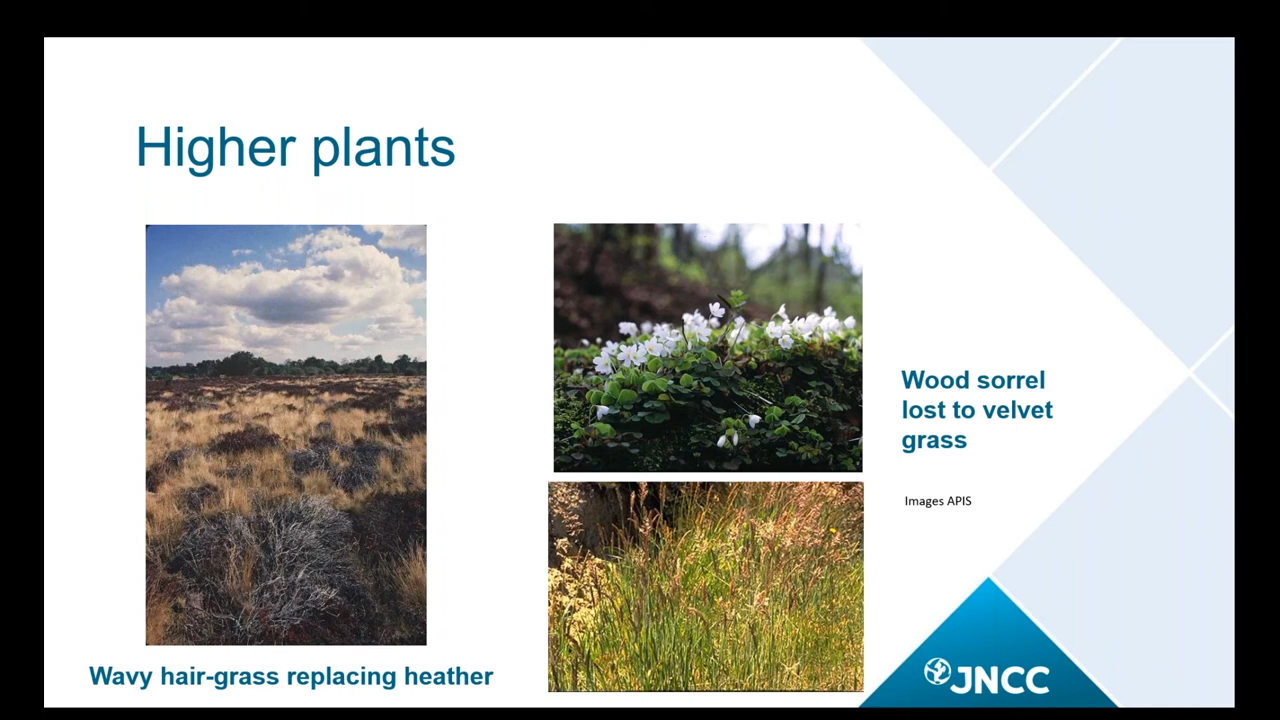 Higher plants
Wood sorrel
lost to velvet
grass
Images APIS
Wavy hair-grass replacing heather
JNCC